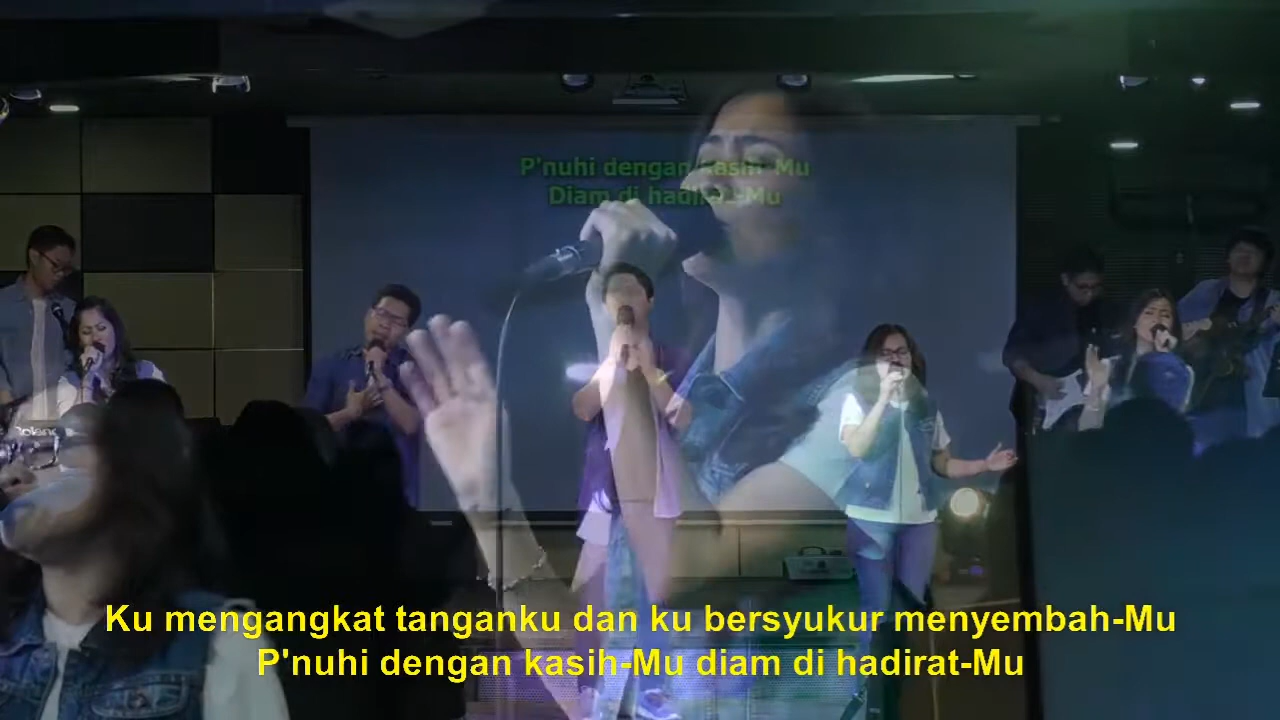 P'nuhi dengan kasih-Mu
Diam di hadirat-Mu
Roland
Ku mengangkat tanganku dan ku bersyukur menyembah-Mu
P'nuhi dengan kasih-Mu diam di hadirat-Mu